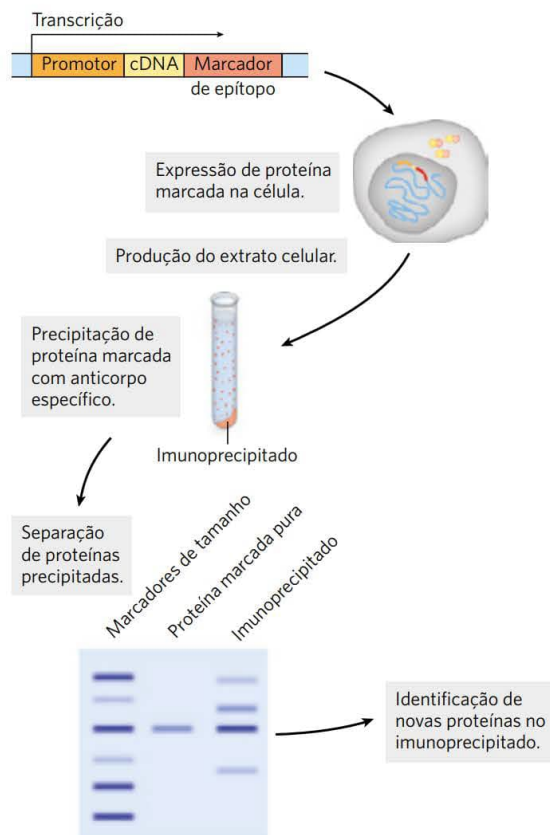 Transcrição
Promotor
cDNA
Marcador
de epítopo
Expressão de proteína
marcada na célula.
Produção do extrato celular.
Precipitação de
proteína marcada
com anticorpo
específico.
Imunoprecipitado
Separação
de proteínas
precipitadas.
Marcadores de tamanho
Proteína marcada pura
Imunoprecipitado
Identificação de
novas proteínas no
imunoprecipitado.